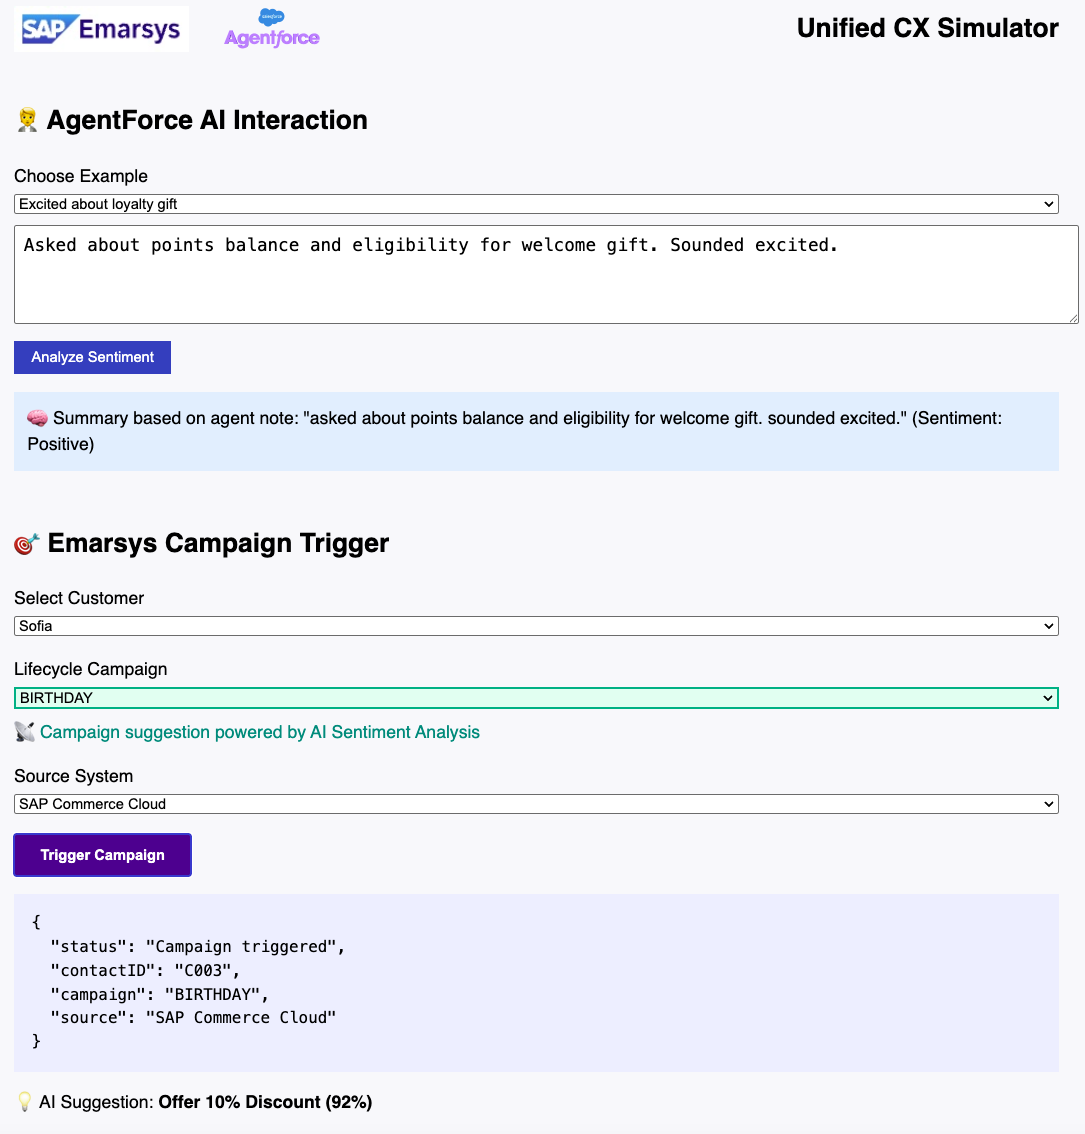 SAP Emarsys
salesforce
Agentforce
Unified CX Simulator
AgentForce AI Interaction
Choose Example
Excited about loyalty gift
Asked about points balance and eligibility for welcome gift. Sounded excited.
Analyze Sentiment
Summary based on agent note: "asked about points balance and eligibility for welcome gift. sounded excited." (Sentiment:
Positive)
Emarsys Campaign Trigger
Select Customer
Sofia
Lifecycle Campaign
BIRTHDAY
Campaign suggestion powered by AI Sentiment Analysis
Source System
SAP Commerce Cloud
Trigger Campaign
{
  "status": "Campaign triggered",
  "contactID": "C003",
  "campaign": "BIRTHDAY",
  "source": "SAP Commerce Cloud"
}
AI Suggestion: Offer 10% Discount (92%)